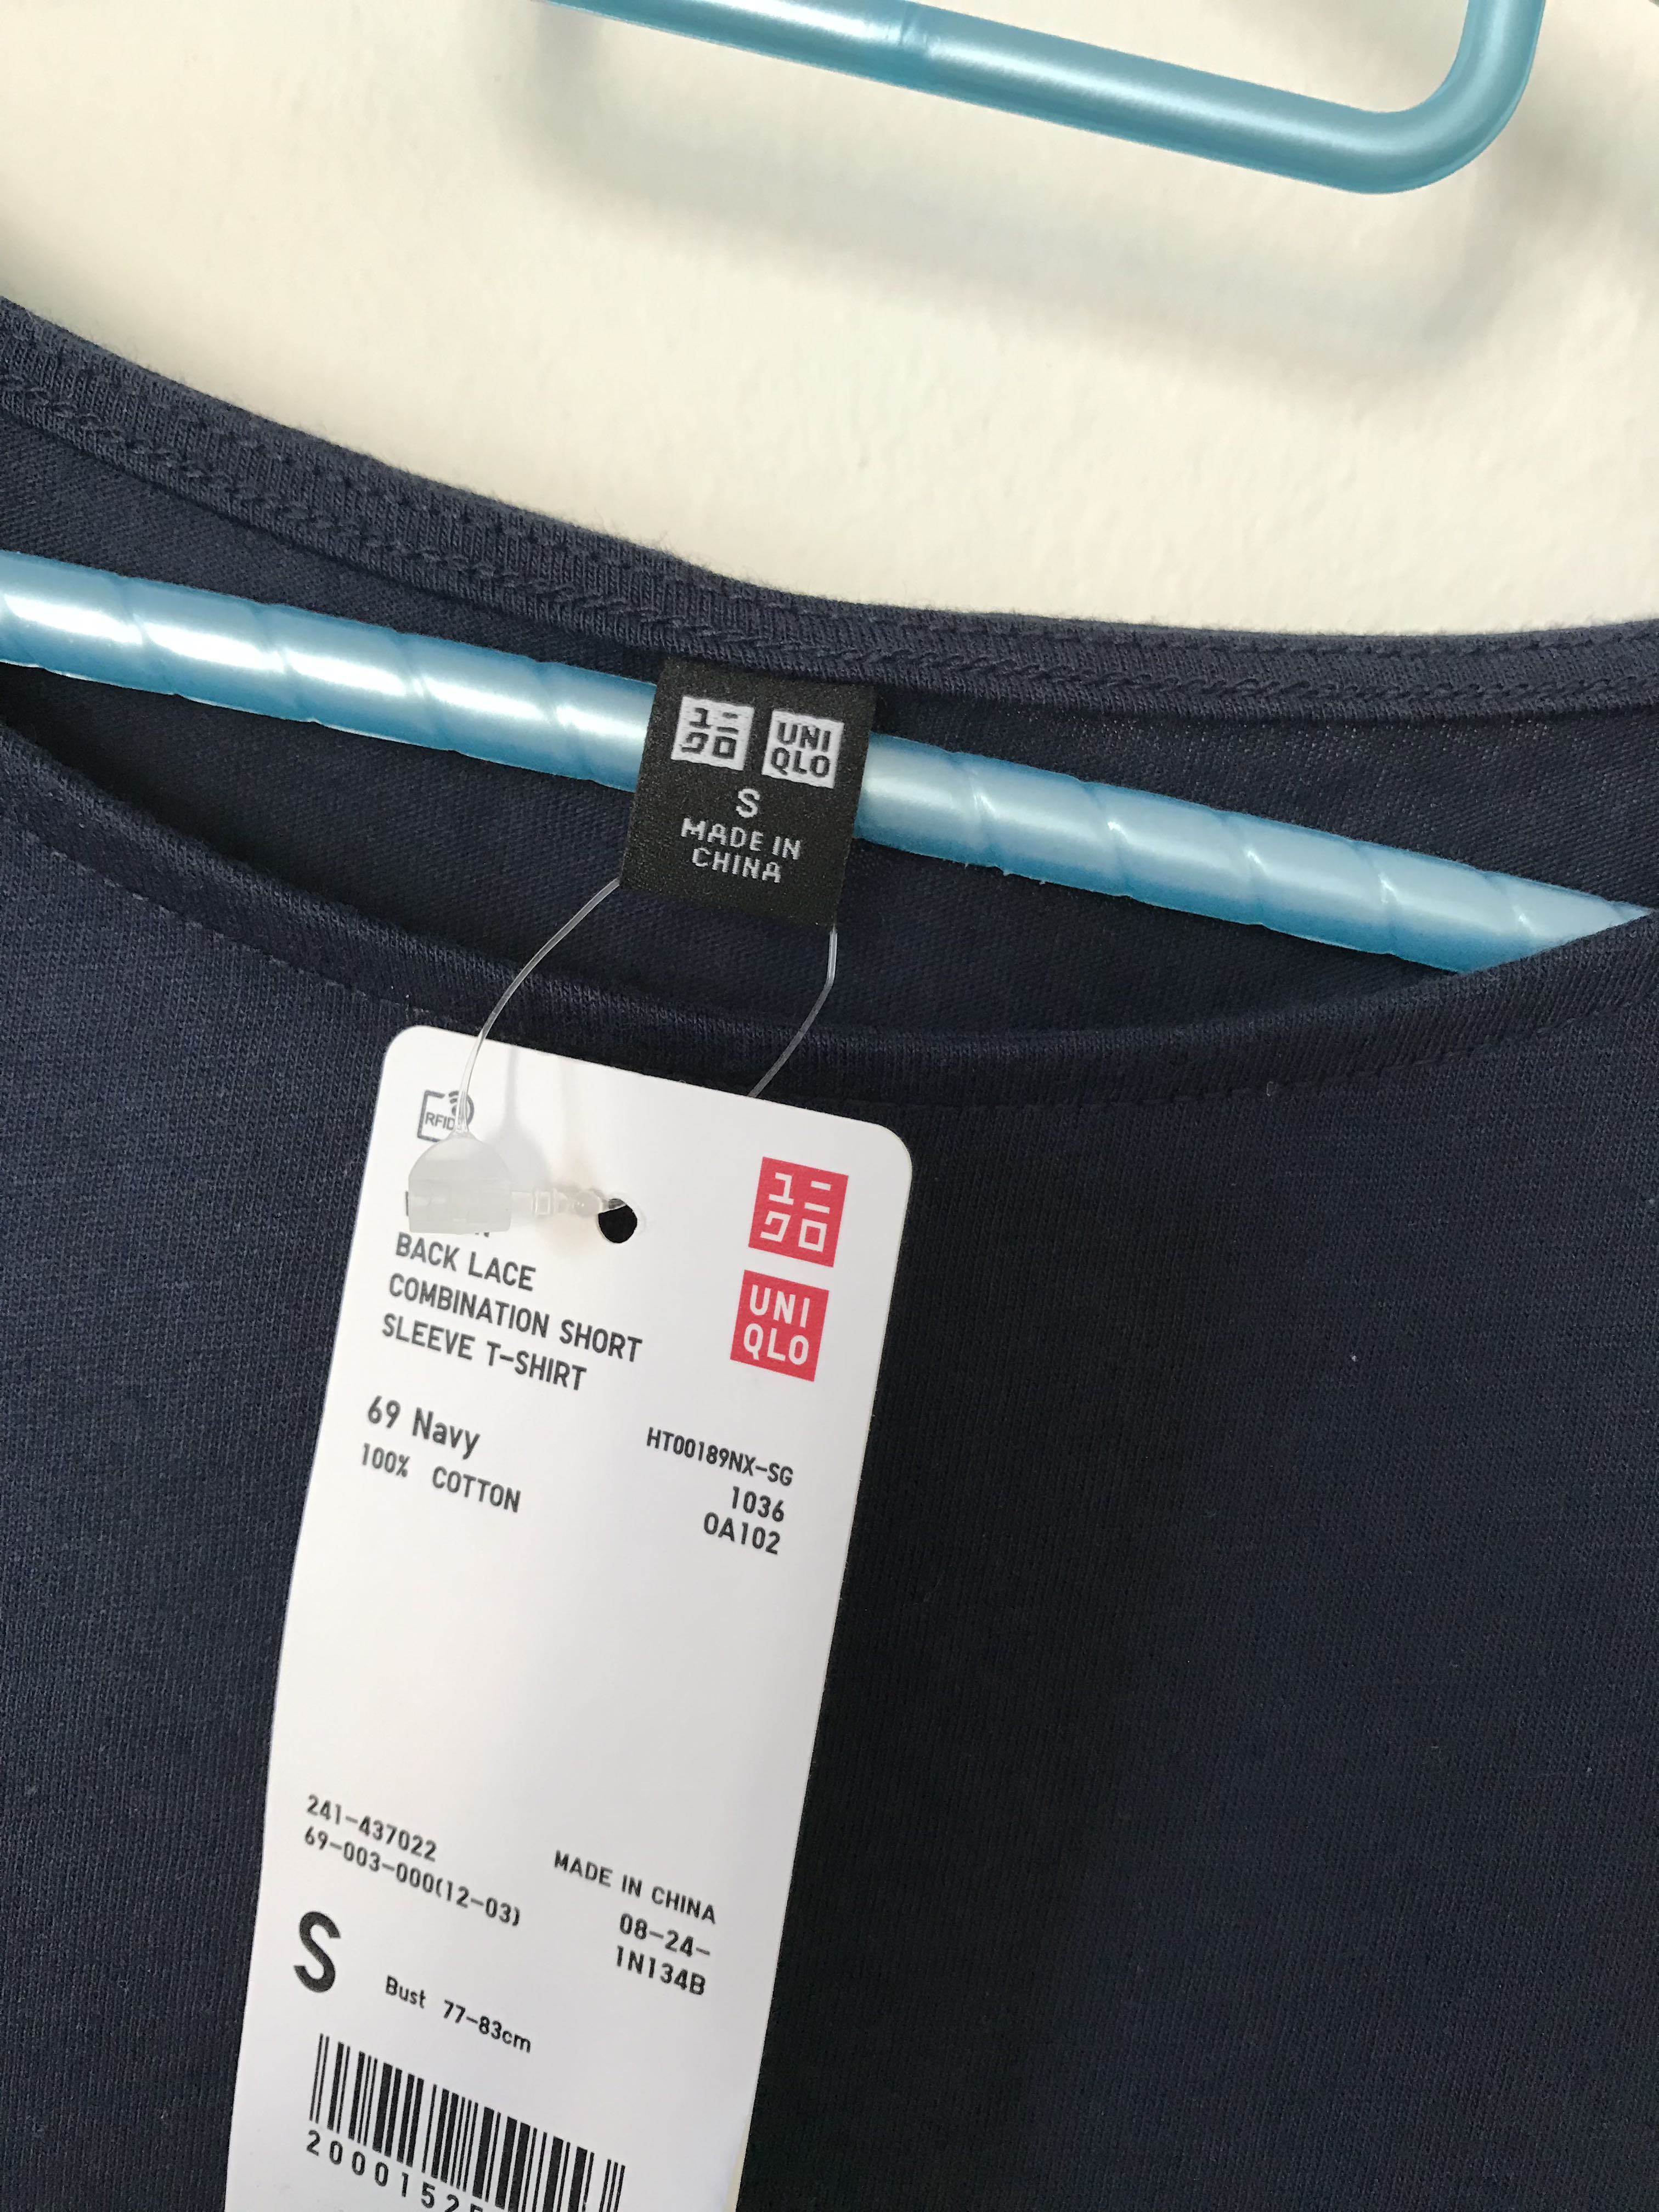 ユニ
クロ
UNI
QLO
S
MADE IN
CHINA
RFID
BACK LACE
COMBINATION SHORT
SLEEVE T-SHIRT
ユニ
クロ
UNI
QLO
69 Navy
100% COTTON
HT00189NX-SG
1036
0A102
241-437022
69-003-000(12-03)
MADE IN CHINA
08-24-
1N134B
S
Bust 77-83cm